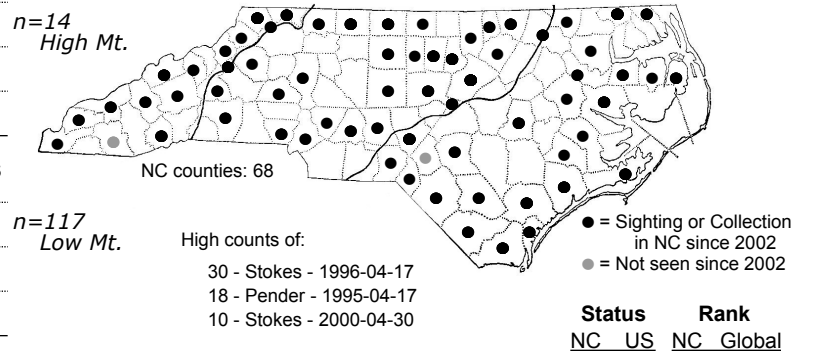 n=14
High Mt.
NC counties: 68
n=117
Low Mt.
High counts of:
30 - Stokes - 1996-04-17
18 - Pender - 1995-04-17
10 - Stokes - 2000-04-30
● = Sighting or Collection
in NC since 2002
● = Not seen since 2002
Status Rank
NC US NC Global